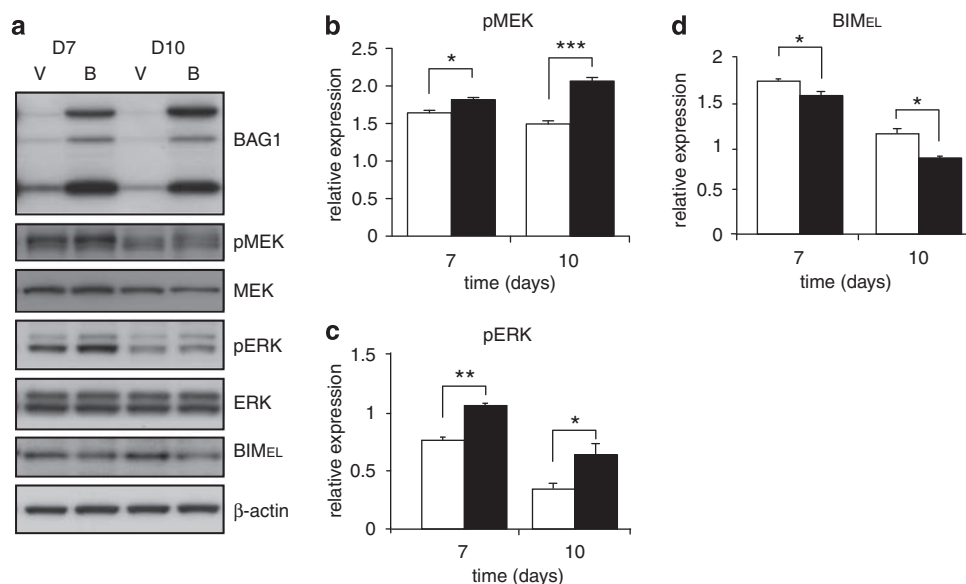 a
D7 D10
V B V B
BAG1
pMEK
MEK
pERK
ERK
BIMEL
β-actin
b
pMEK
relative expression
2.5
2.0
1.5
1.0
0.5
0
*
***
7 10
time (days)
c
pERK
relative expression
1.5
1
0.5
0
**
*
7 10
time (days)
d
BIMEL
relative expression
2
1.5
1.0
0.5
0
*
*
7 10
time (days)